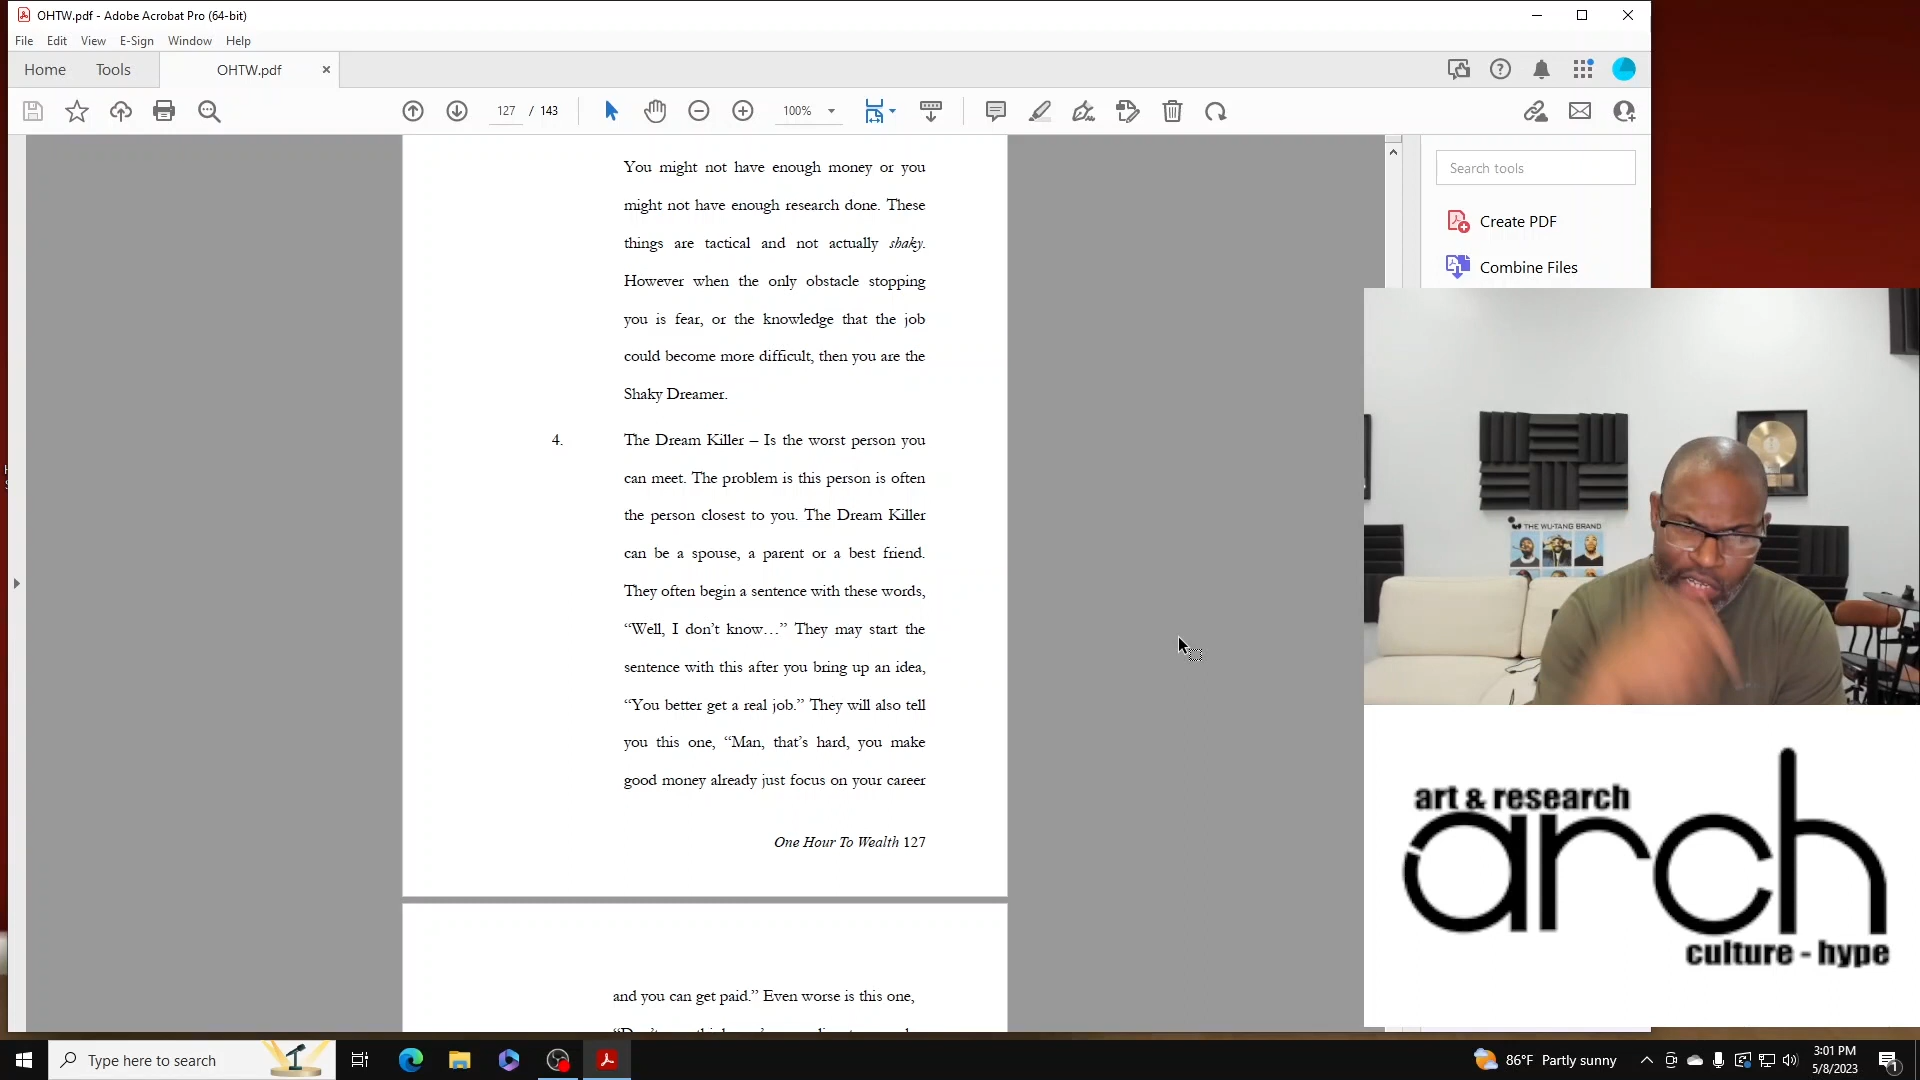 OHTW.pdf - Adobe Acrobat Pro (64-bit)
File Edit View E-Sign Window Help
Home Tools OHTW.pdf
127 / 143 100%
Search tools
Create PDF
Combine Files
You might not have enough money or you
might not have enough research done. These
things are tactical and not actually shaky.
However when the only obstacle stopping
you is fear, or the knowledge that the job
could become more difficult, then you are the
Shaky Dreamer.
4. The Dream Killer – Is the worst person you
can meet. The problem is this person is often
the person closest to you. The Dream Killer
can be a spouse, a parent or a best friend.
They often begin a sentence with these words,
“Well, I don’t know…” They may start the
sentence with this after you bring up an idea,
“You better get a real job.” They will also tell
you this one, “Man, that’s hard, you make
good money already just focus on your career
One Hour To Wealth 127
and you can get paid.” Even worse is this one,
THE WU-TANG BRAND
art & research
arch
culture - hype
Type here to search
86°F Partly sunny
3:01 PM
5/8/2023
1